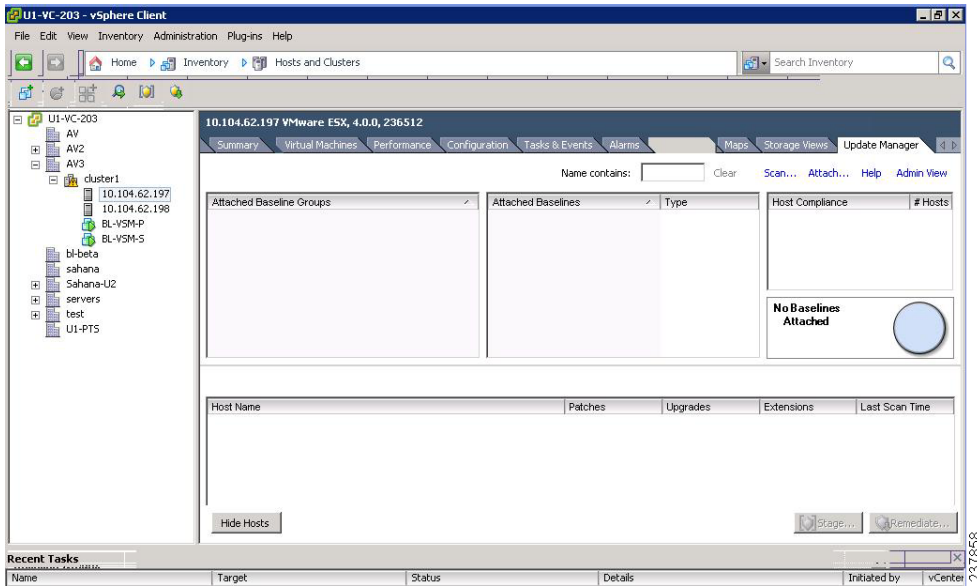 U1-VC-203 - vSphere Client
File Edit View Inventory Administration Plug-ins Help
Home Inventory Hosts and Clusters Search Inventory
U1-VC-203
AV
AV2
AV3
cluster1
10.104.62.197
10.104.62.198
BL-VSM-P
BL-VSM-S
bl-beta
sahana
Sahana-U2
servers
test
U1-PTS
10.104.62.197 VMware ESX, 4.0.0, 236512
Summary Virtual Machines Performance Configuration Tasks & Events Alarms Maps Storage Views Update Manager
Name contains: Clear Scan... Attach... Help Admin View
Attached Baseline Groups Attached Baselines Type Host Compliance # Hosts
No Baselines
Attached
Host Name Patches Upgrades Extensions Last Scan Time
Hide Hosts Stage... Remediate...
Recent Tasks
Name Target Status Details Initiated by vCenter
237858